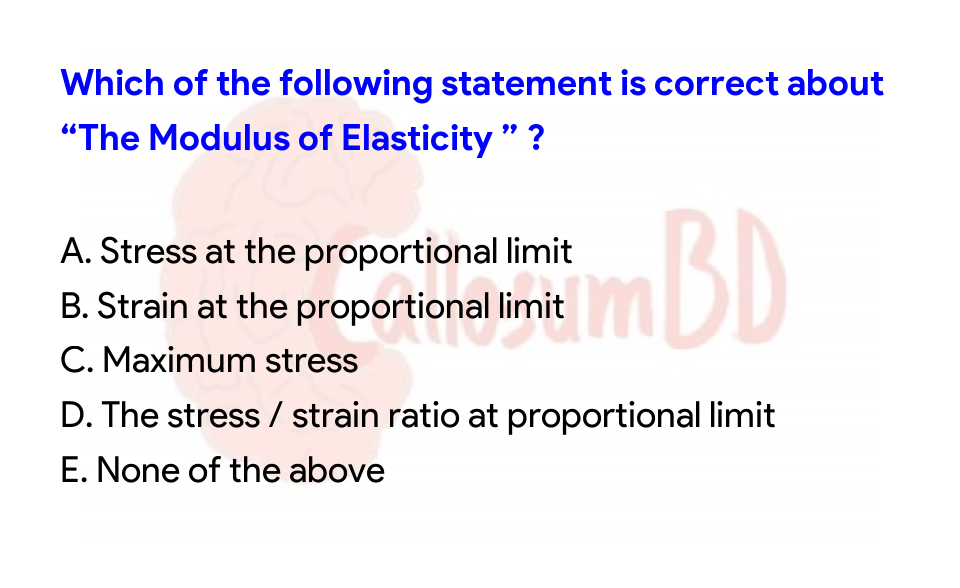 Which of the following statement is correct about
“The Modulus of Elasticity ” ?
A. Stress at the proportional limit
B. Strain at the proportional limit
C. Maximum stress
D. The stress / strain ratio at proportional limit
E. None of the above
CallosumBD